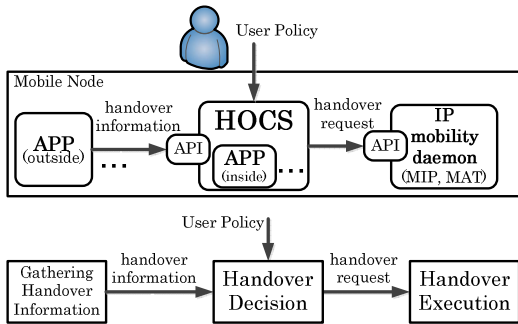 User Policy
Mobile Node
handover
information
APP
(outside)
...
API
HOCS
APP
(inside)
...
handover
request
API
IP
mobility
daemon
(MIP, MAT)
User Policy
Gathering
Handover
Information
handover
information
Handover
Decision
handover
request
Handover
Execution